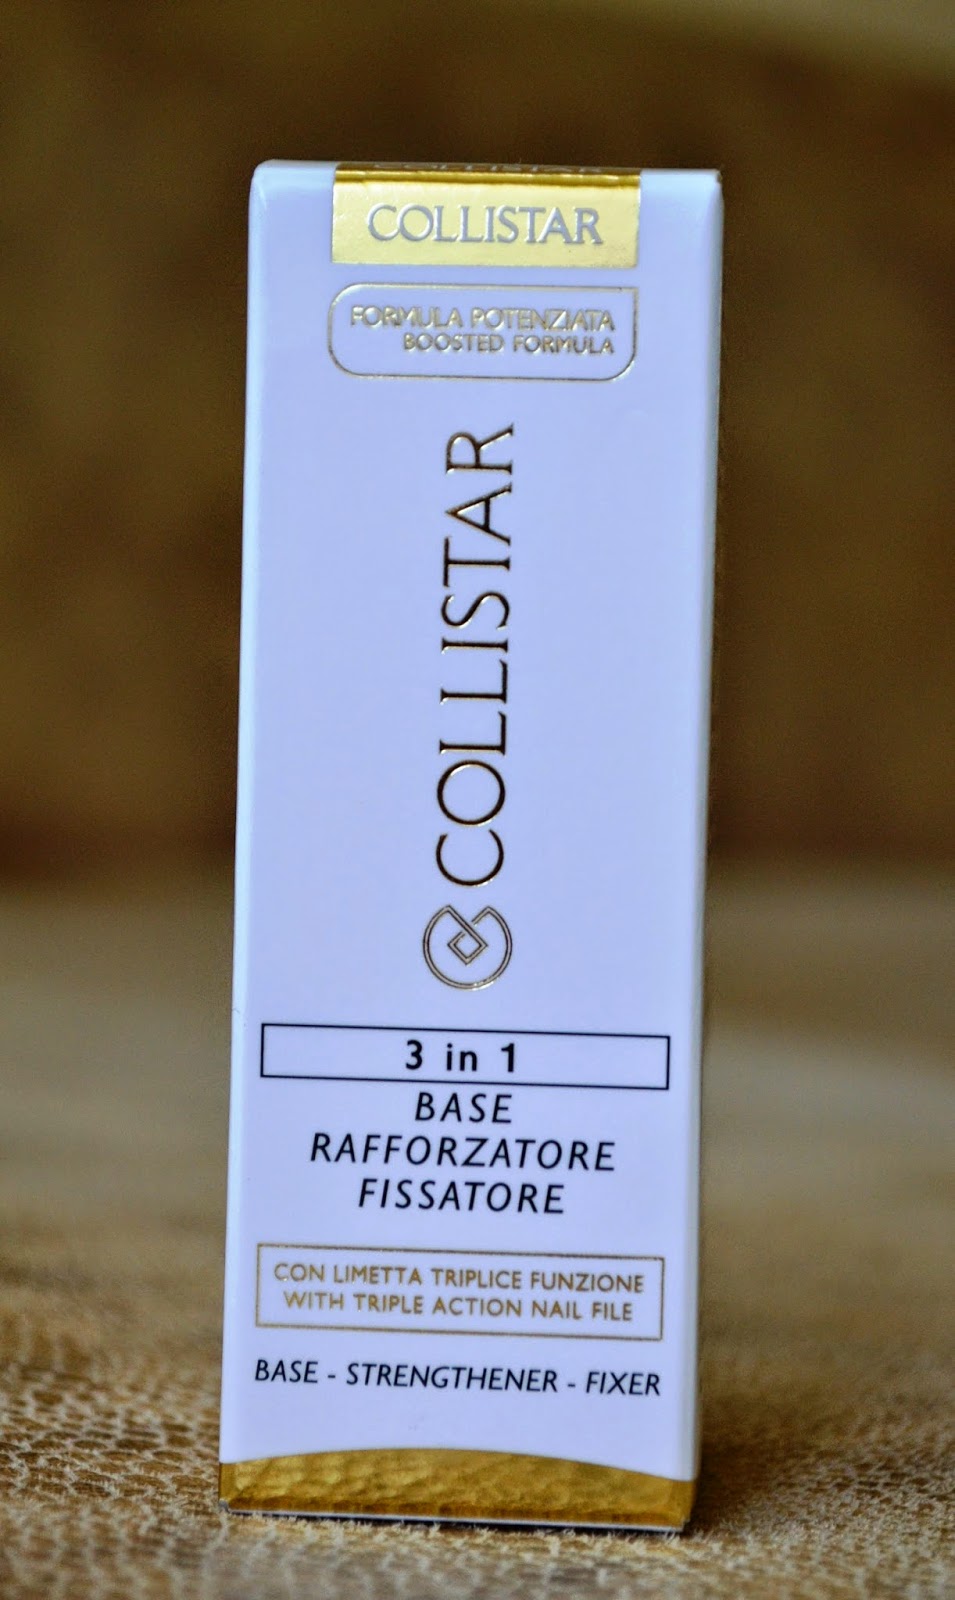 COLLISTAR
COLLISTAR
FORMULA POTENZIATA
BOOSTED FORMULA
COLLISTAR
3 in 1
BASE
RAFFORZATORE
FISSATORE
CON LIMETTA TRIPLICE FUNZIONE
WITH TRIPLE ACTION NAIL FILE
BASE - STRENGTHENER - FIXER